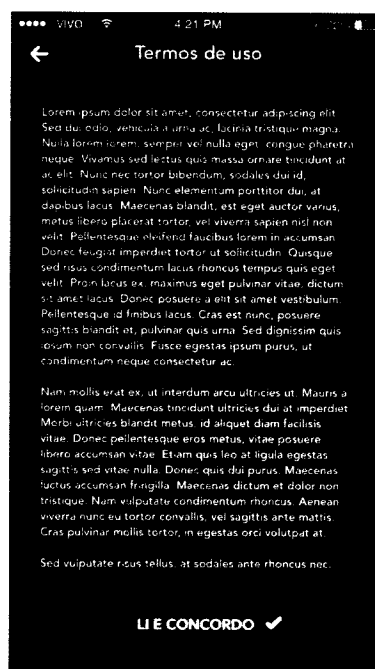 VIVO 4:21 PM
Termos de uso
Lorem ipsum dolor sit amet, consectetur adipiscing elit.
Sed dui odio, vehicula a urna ac, lacinia tristique magna.
Nulla lorem lorem, semper vel nulla eget, congue pharetra
neque. Vivamus sed lectus quis massa ornare tincidunt at
ac elit. Nunc nec tortor bibendum, sodales dui id,
sollicitudin sapien. Nunc elementum porttitor dui, at
dapibus lacus. Maecenas blandit, est eget auctor varius,
metus libero placerat tortor, vel viverra sapien nisl non
velit. Pellentesque eleifend faucibus lorem in accumsan.
Donec feugiat imperdiet tortor ut sollicitudin. Quisque
sed risus condimentum lacus rhoncus tempus quis eget
velit. Proin lacus ex, maximus eget pulvinar vitae, dictum
sit amet lacus. Donec posuere a elit sit amet vestibulum.
Pellentesque id finibus lacus. Cras est nunc, posuere
sagittis blandit et, pulvinar quis urna. Sed dignissim quis
ipsum non convallis. Fusce egestas ipsum purus, ut
condimentum neque consectetur ac.
Nam mollis erat ex, ut interdum arcu ultricies ut. Mauris a
lorem quam. Maecenas tincidunt ultricies dui at imperdiet.
Morbi ultricies blandit metus, id aliquet diam facilisis
vitae. Donec pellentesque eros metus, vitae posuere
libero accumsan vitae. Etiam quis leo at ligula egestas
sagittis sed vitae nulla. Donec quis dui purus. Maecenas
luctus accumsan fringilla. Maecenas dictum et dolor non
tristique. Nam vulputate condimentum rhoncus. Aenean
viverra nunc eu tortor convallis, vel sagittis ante mattis.
Cras pulvinar mollis tortor, in egestas orci volutpat at.
Sed vulputate risus tellus, at sodales ante rhoncus nec.
LI E CONCORDO